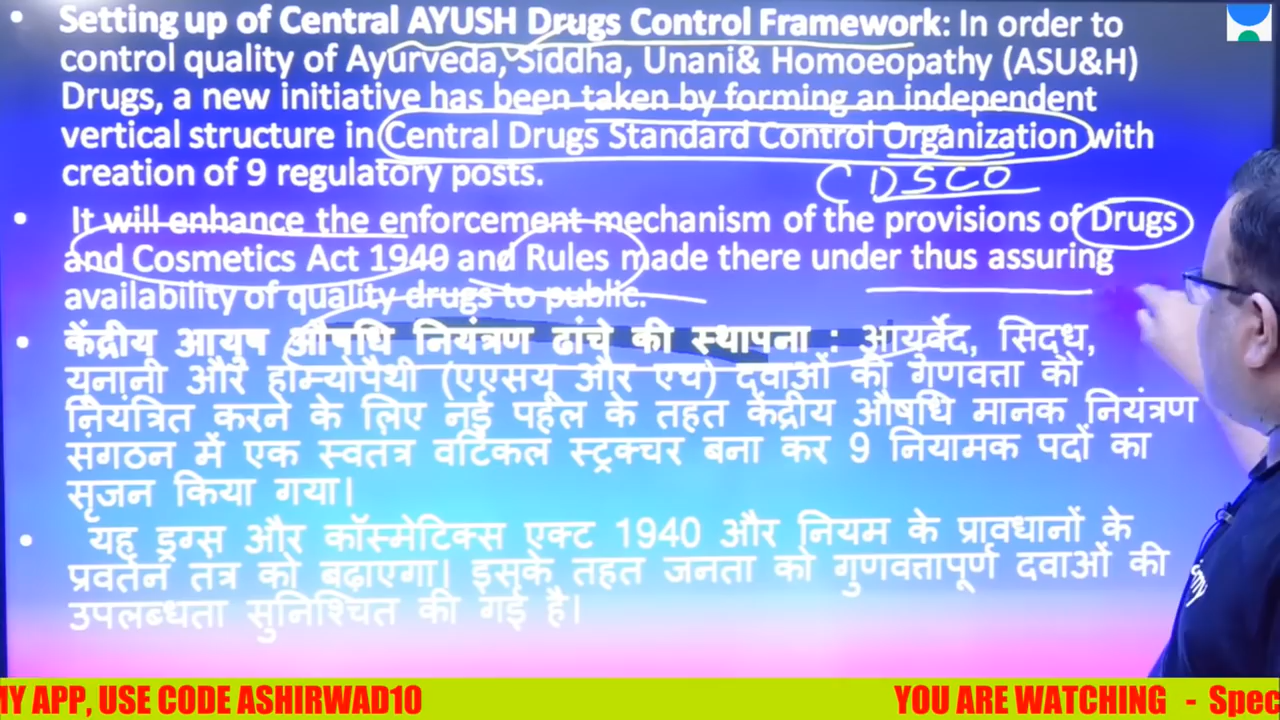 • Setting up of Central AYUSH Drugs Control Framework: In order to
control quality of Ayurveda, Siddha, Unani& Homoeopathy (ASU&H)
Drugs, a new initiative has been taken by forming an independent
vertical structure in Central Drugs Standard Control Organization with
creation of 9 regulatory posts.
CDSCO
• It will enhance the enforcement mechanism of the provisions of Drugs
and Cosmetics Act 1940 and Rules made there under thus assuring
availability of quality drugs to public.
• केंद्रीय आयुष औषधि नियंत्रण ढांचे की स्थापना : आयुर्वेद, सिद्ध,
यूनानी और होम्योपैथी (एएसयू और एच) दवाओं की गुणवत्ता को
नियंत्रित करने के लिए नई पहल के तहत केंद्रीय औषधि मानक नियंत्रण
संगठन में एक स्वतंत्र वर्टिकल स्ट्रक्चर बना कर 9 नियामक पदों का
सृजन किया गया।
• यह ड्रग्स और कॉस्मेटिक्स एक्ट 1940 और नियम के प्रावधानों के
प्रवर्तन तंत्र को बढ़ाएगा। इसके तहत जनता को गुणवत्तापूर्ण दवाओं की
उपलब्धता सुनिश्चित की गई है।
MY APP, USE CODE ASHIRWAD10 YOU ARE WATCHING - Spec